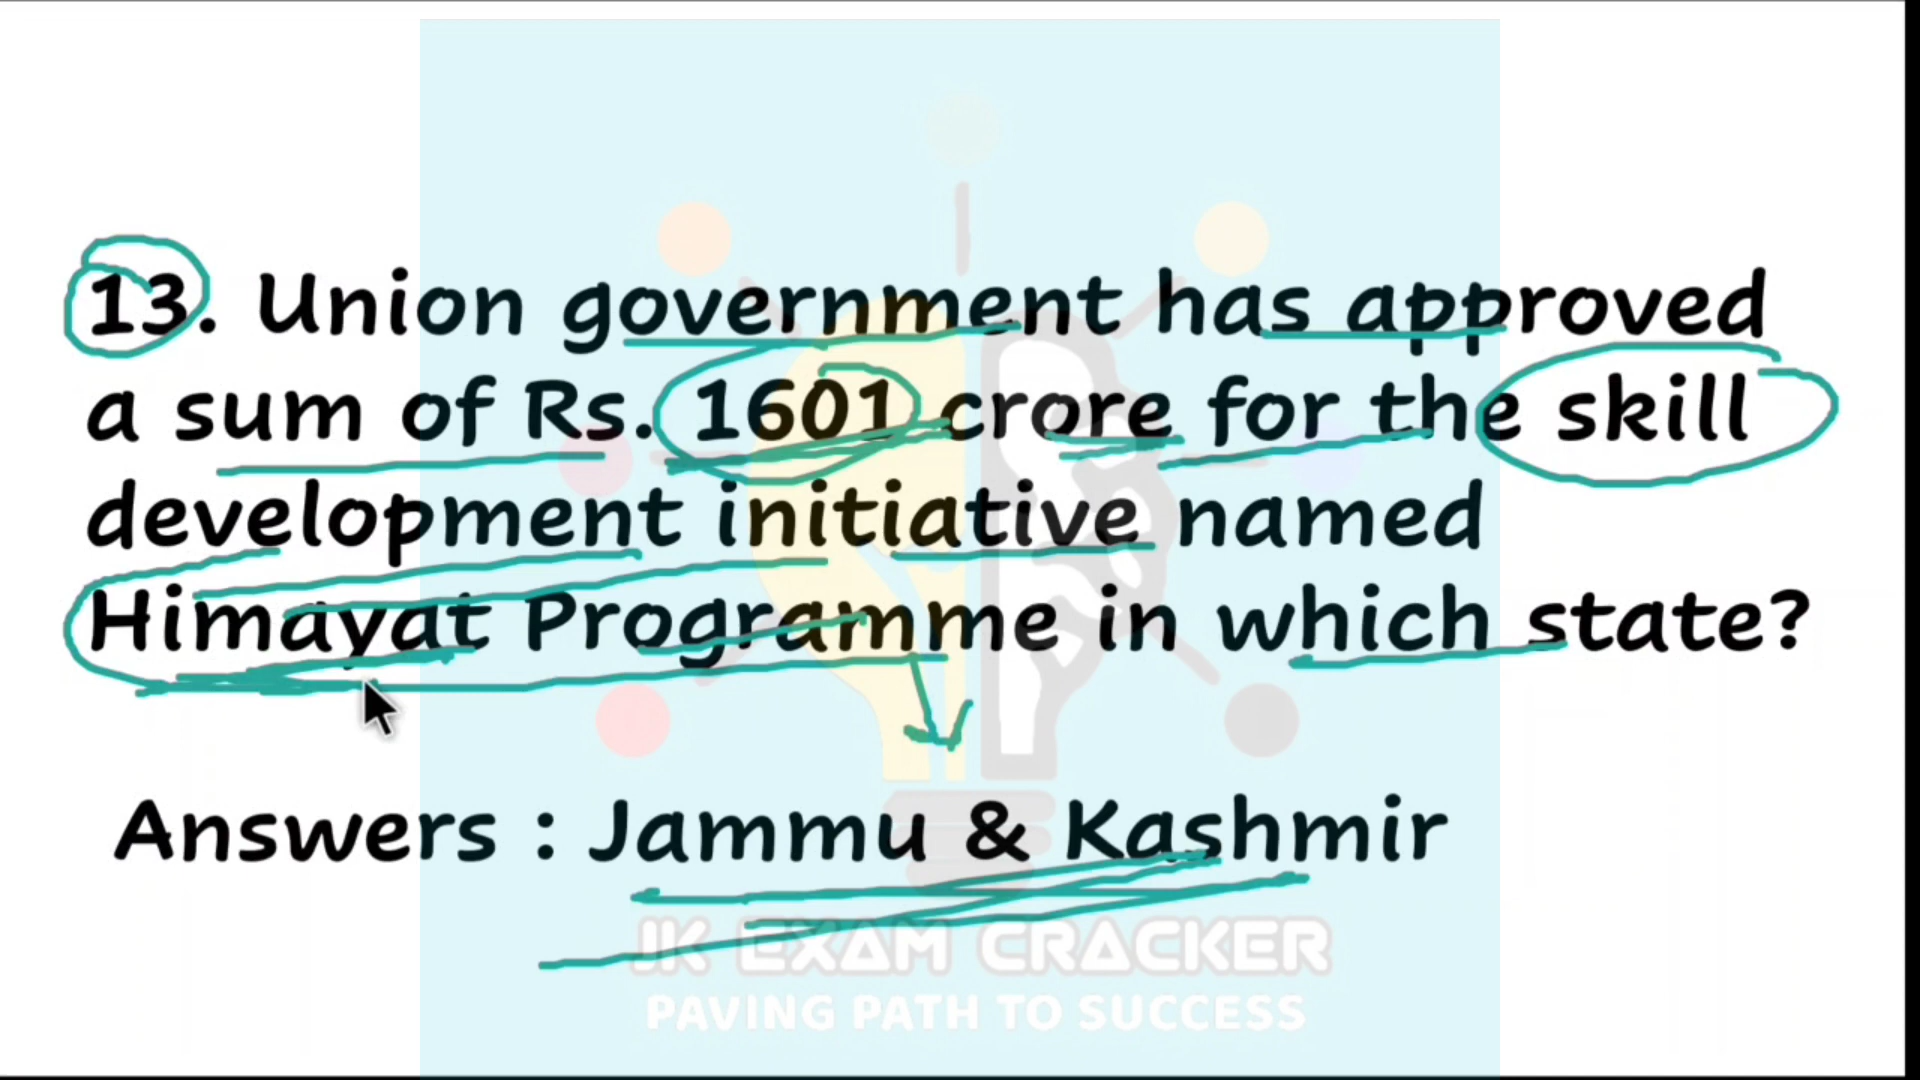 13. Union government has approved
a sum of Rs. 1601 crore for the skill
development initiative named
Himayat Programme in which state?
Answers : Jammu & Kashmir
JK EXAM CRACKER
PAVING PATH TO SUCCESS